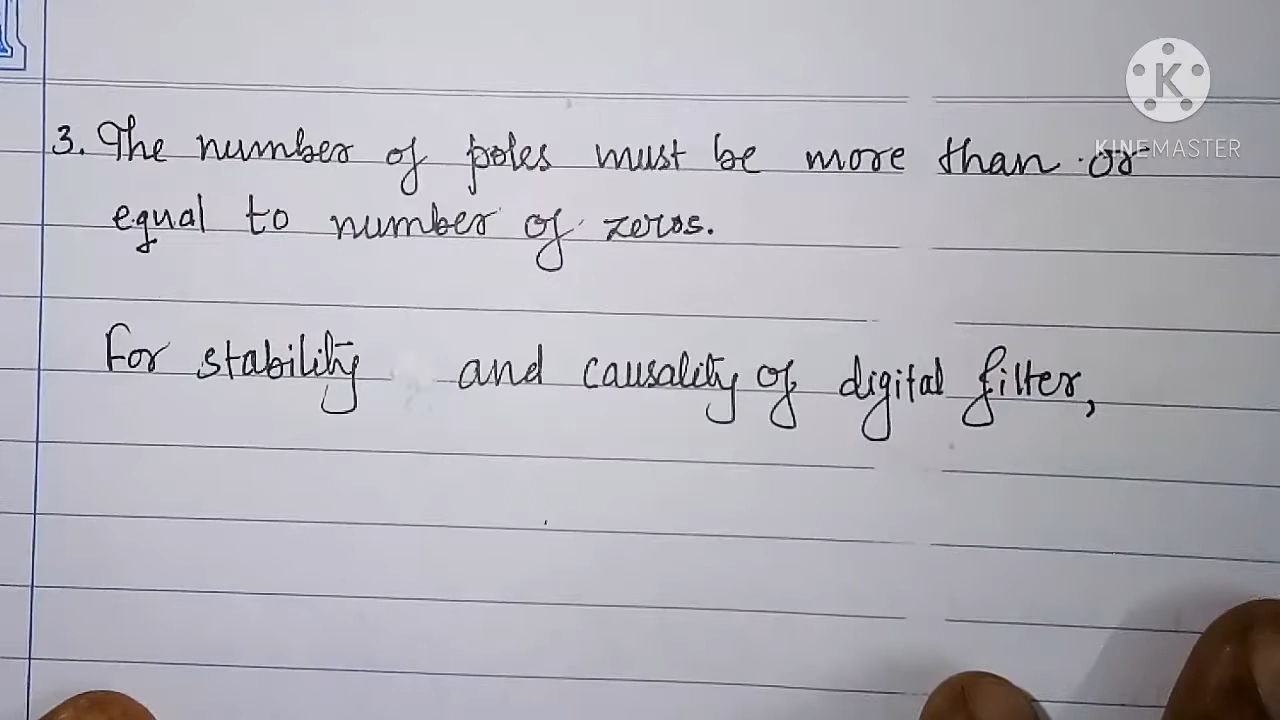 3. The number of poles must be more than or
equal to number of zeros.
For stability and causality of digital filter,
K
KINEMASTER